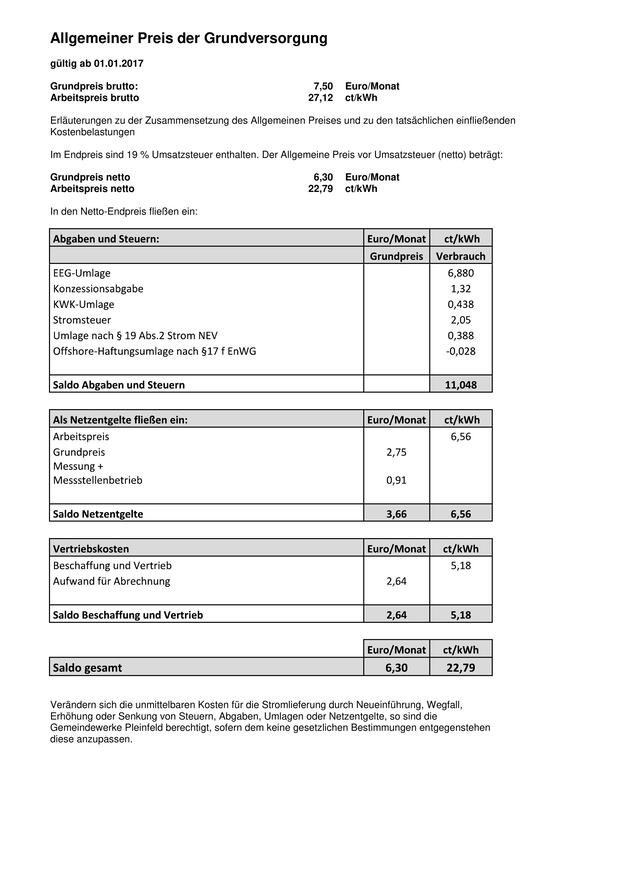 Allgemeiner Preis der Grundversorgung
gültig ab 01.01.2017
Grundpreis brutto: 7,50 Euro/Monat
Arbeitspreis brutto 27,12 ct/kWh
Erläuterungen zu der Zusammensetzung des Allgemeinen Preises und zu den tatsächlichen einfließenden
Kostenbelastungen
Im Endpreis sind 19 % Umsatzsteuer enthalten. Der Allgemeine Preis vor Umsatzsteuer (netto) beträgt:
Grundpreis netto 6,30 Euro/Monat
Arbeitspreis netto 22,79 ct/kWh
In den Netto-Endpreis fließen ein:
Abgaben und Steuern: Euro/Monat ct/kWh
Grundpreis Verbrauch
EEG-Umlage 6,880
Konzessionsabgabe 1,32
KWK-Umlage 0,438
Stromsteuer 2,05
Umlage nach § 19 Abs.2 Strom NEV 0,388
Offshore-Haftungsumlage nach §17 f EnWG -0,028
Saldo Abgaben und Steuern 11,048
Als Netzentgelte fließen ein: Euro/Monat ct/kWh
Arbeitspreis 6,56
Grundpreis 2,75
Messung +
Messstellenbetrieb 0,91
Saldo Netzentgelte 3,66 6,56
Vertriebskosten Euro/Monat ct/kWh
Beschaffung und Vertrieb 5,18
Aufwand für Abrechnung 2,64
Saldo Beschaffung und Vertrieb 2,64 5,18
Euro/Monat ct/kWh
Saldo gesamt 6,30 22,79
Verändern sich die unmittelbaren Kosten für die Stromlieferung durch Neueinführung, Wegfall,
Erhöhung oder Senkung von Steuern, Abgaben, Umlagen oder Netzentgelte, so sind die
Gemeindewerke Pleinfeld berechtigt, sofern dem keine gesetzlichen Bestimmungen entgegenstehen
diese anzupassen.